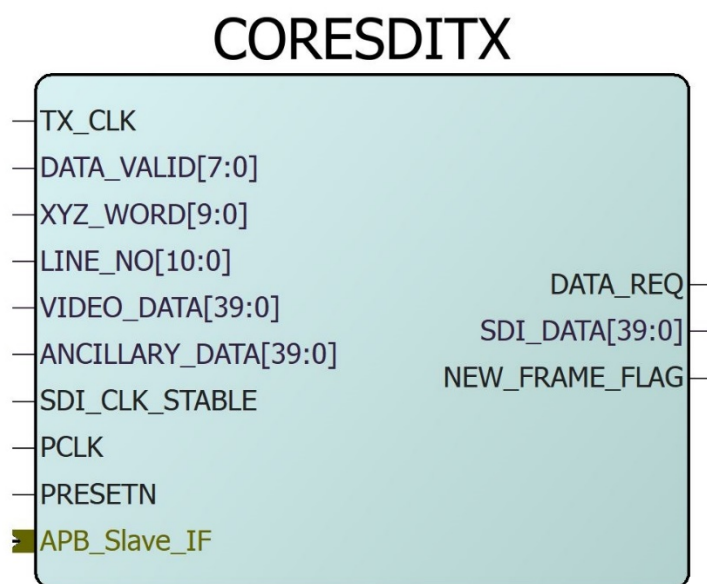 CORESDITX
TX_CLK
DATA_VALID[7:0]
XYZ_WORD[9:0]
LINE_NO[10:0]
VIDEO_DATA[39:0]
ANCILLARY_DATA[39:0]
SDI_CLK_STABLE
PCLK
PRESETN
APB_Slave_IF
DATA_REQ
SDI_DATA[39:0]
NEW_FRAME_FLAG